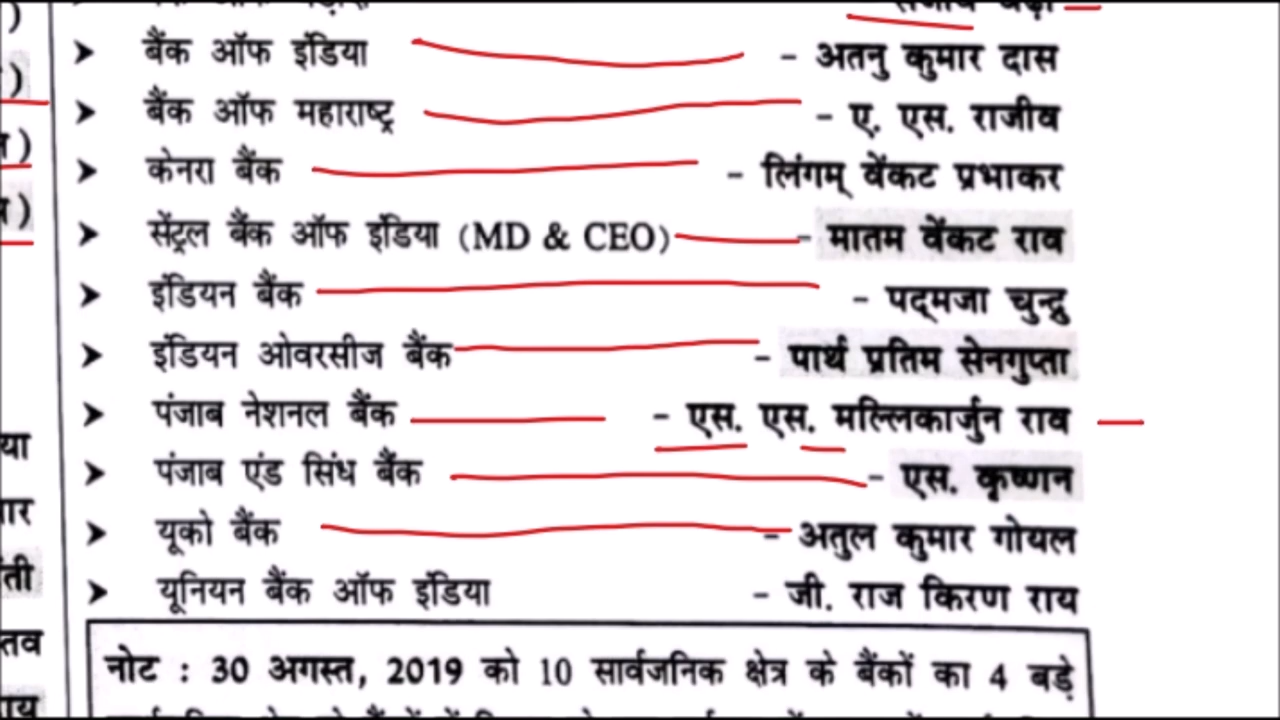 ➤ बैंक ऑफ इंडिया - अतनु कुमार दास
➤ बैंक ऑफ महाराष्ट्र - ए. एस. राजीव
➤ केनरा बैंक - लिंगम् वेंकट प्रभाकर
➤ सेंट्रल बैंक ऑफ इंडिया (MD & CEO) - मातम वेंकट राव
➤ इंडियन बैंक - पद्मजा चुन्द्रु
➤ इंडियन ओवरसीज बैंक - पार्थ प्रतिम सेनगुप्ता
➤ पंजाब नेशनल बैंक - एस. एस. मल्लिकार्जुन राव
➤ पंजाब एंड सिंध बैंक - एस. कृष्णन
➤ यूको बैंक - अतुल कुमार गोयल
➤ यूनियन बैंक ऑफ इंडिया - जी. राज किरण राय
नोट : 30 अगस्त, 2019 को 10 सार्वजनिक क्षेत्र के बैंकों का 4 बड़े